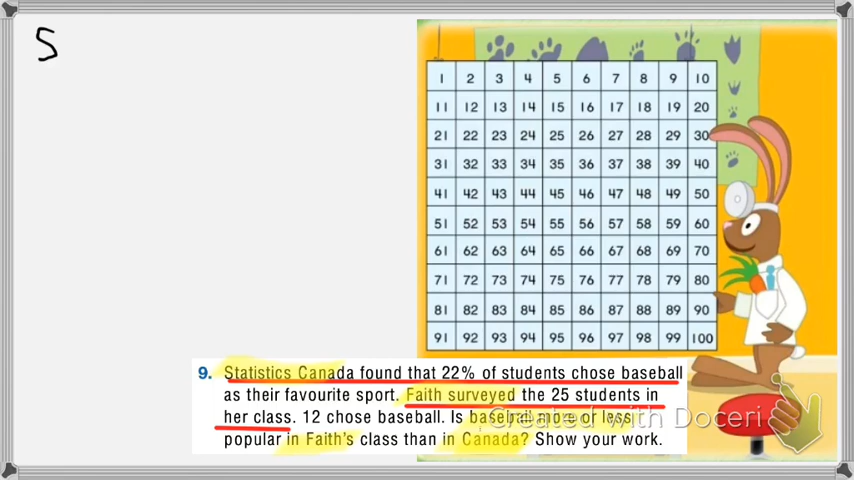 S
1 2 3 4 5 6 7 8 9 10
11 12 13 14 15 16 17 18 19 20
21 22 23 24 25 26 27 28 29 30
31 32 33 34 35 36 37 38 39 40
41 42 43 44 45 46 47 48 49 50
51 52 53 54 55 56 57 58 59 60
61 62 63 64 65 66 67 68 69 70
71 72 73 74 75 76 77 78 79 80
81 82 83 84 85 86 87 88 89 90
91 92 93 94 95 96 97 98 99 100
9. Statistics Canada found that 22% of students chose baseball
as their favourite sport. Faith surveyed the 25 students in
her class. 12 chose baseball. Is baseball more or less
popular in Faith's class than in Canada? Show your work.
Created with Doceri